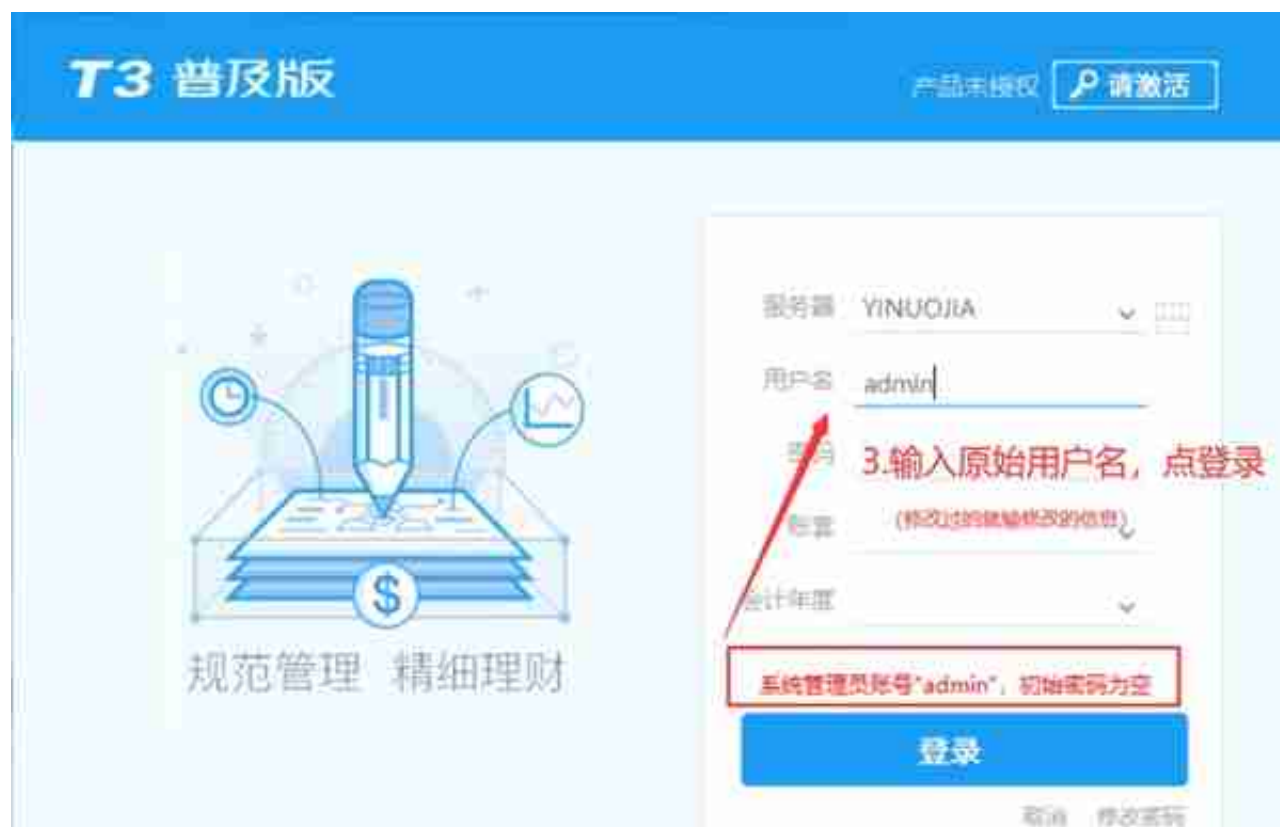 T3 普及版
产品未授权 请激活
服务器 YINUOJIA
用户名 admin
密码 3.输入原始用户名，点登录
账套 (修改过的就输修改的信息)
会计年度
系统管理员账号"admin"，初始密码为空
规范管理 精细理财
$
登录
取消 修改密码